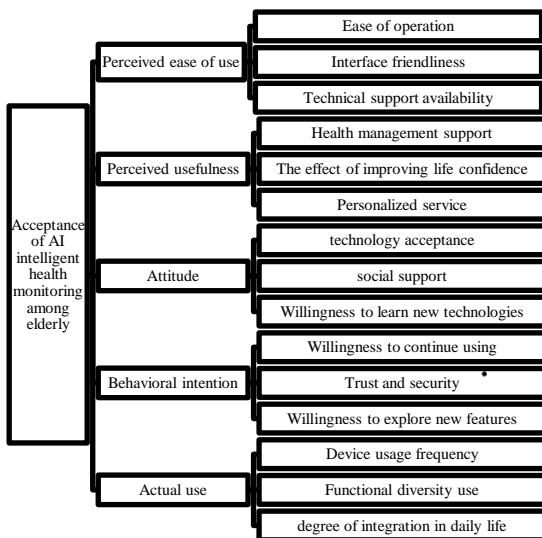 Acceptance
of AI
intelligent
health
monitoring
among
elderly
Perceived ease of use
Ease of operation
Interface friendliness
Technical support availability
Perceived usefulness
Health management support
The effect of improving life confidence
Personalized service
Attitude
technology acceptance
social support
Willingness to learn new technologies
Behavioral intention
Willingness to continue using
Trust and security
Willingness to explore new features
Actual use
Device usage frequency
Functional diversity use
degree of integration in daily life